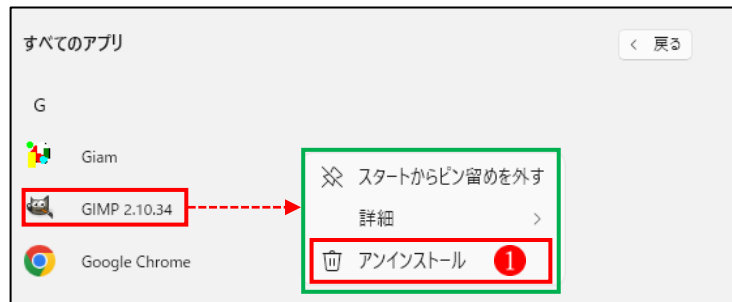 すべてのアプリ
< 戻る
G
Giam
GIMP 2.10.34
Google Chrome
スタートからピン留めを外す
詳細 >
アンインストール 1